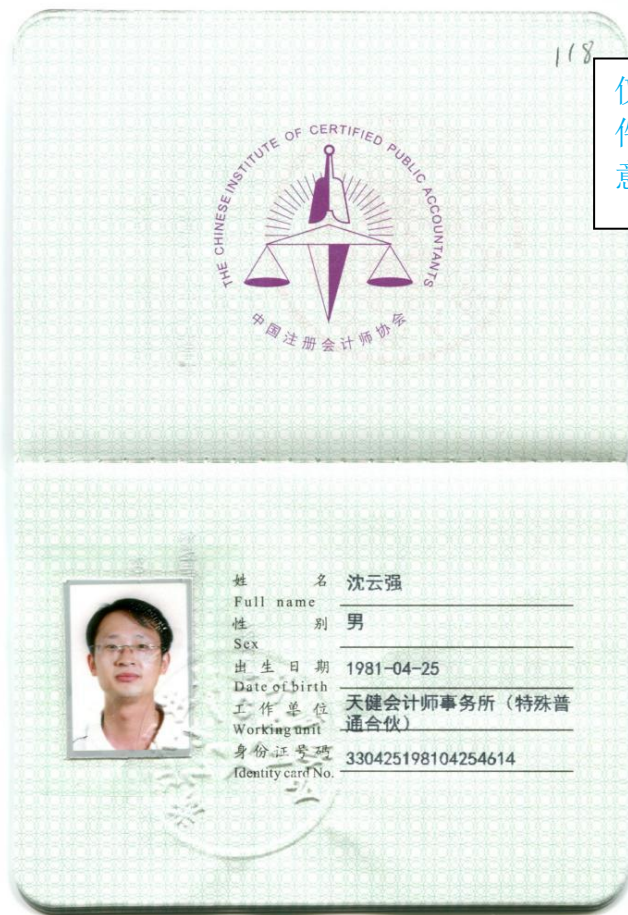 118
仅
件
意
THE CHINESE INSTITUTE OF CERTIFIED PUBLIC ACCOUNTANTS
中国注册会计师协会
姓 名 沈云强
Full name
性 别 男
Sex
出 生 日 期 1981-04-25
Date of birth
工 作 单 位 天健会计师事务所（特殊普
Working unit 通合伙）
身份证号码 330425198104254614
Identity card No.